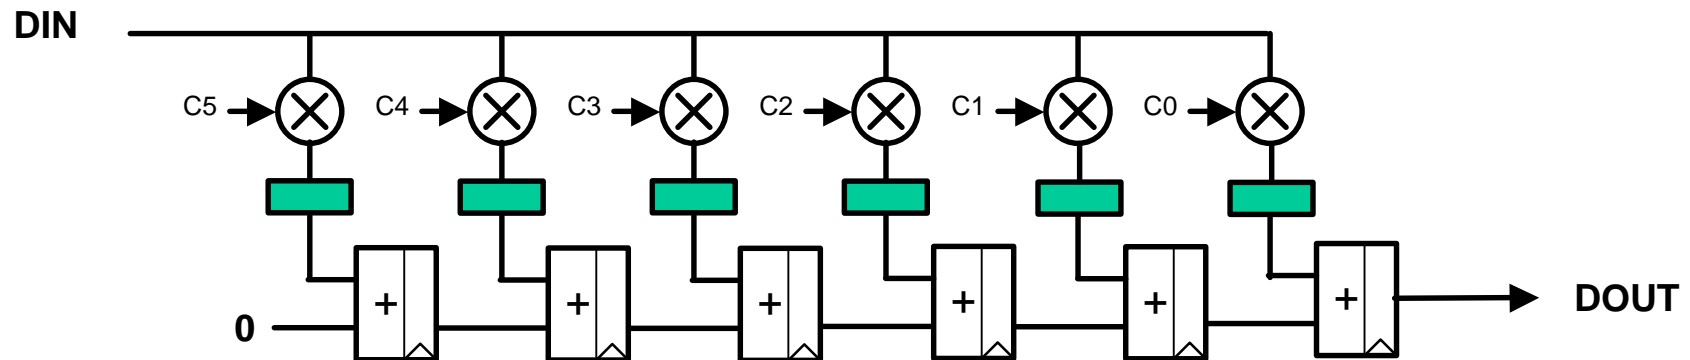 DIN
C5 C4 C3 C2 C1 C0
+ + + + + +
0
DOUT